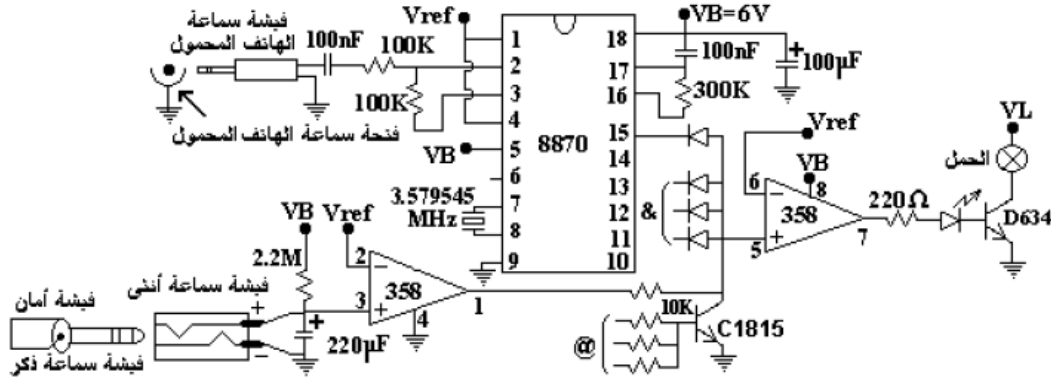 فيشة سماعة
الهاتف المحمول
100nF
100K
100K
فتحة سماعة الهاتف المحمول
Vref
VB
3.579545
MHz
1
2
3
4
5
6
7
8
9
8870
18
17
16
15
14
13
12
11
10
VB=6V
100nF
+
100µF
300K
&
Vref
VB
6
8
358
5
7
220Ω
VL
الحمل
D634
VB
Vref
2.2M
2
358
3
1
4
+
220µF
فيشة سماعة أنثى
+
−
فيشة أمان
فيشة سماعة ذكر
10K
@
C1815